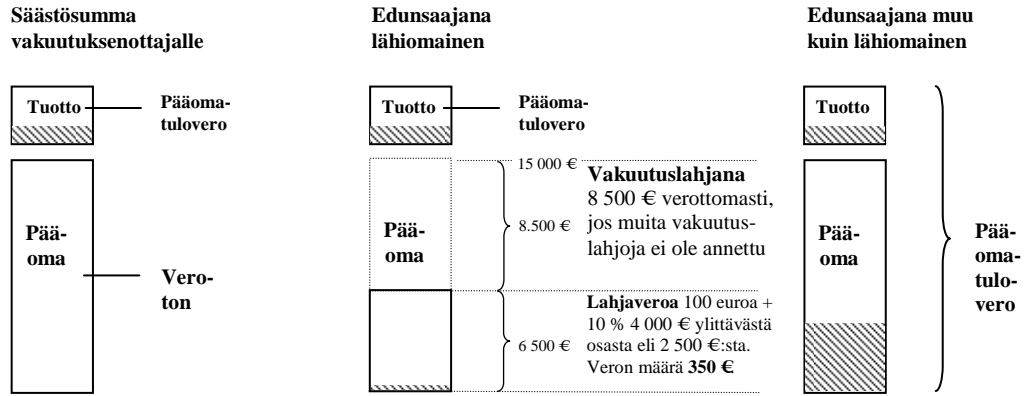 Säästösumma
vakuutuksenottajalle
Tuotto
Pääoma-
tulovero
Pää-
oma
Vero-
ton
Edunsaajana
lähiomainen
Tuotto
Pääoma-
tulovero
15 000 €
Vakuutuslahjana
8 500 € verottomasti,
jos muita vakuutus-
lahjoja ei ole annettu
8.500 €
Pää-
oma
Lahjaveroa 100 euroa +
10 % 4 000 € ylittävästä
osasta eli 2 500 €:sta.
Veron määrä 350 €
6 500 €
Edunsaajana muu
kuin lähiomainen
Tuotto
Pää-
oma
Pää-
oma-
tulo-
vero